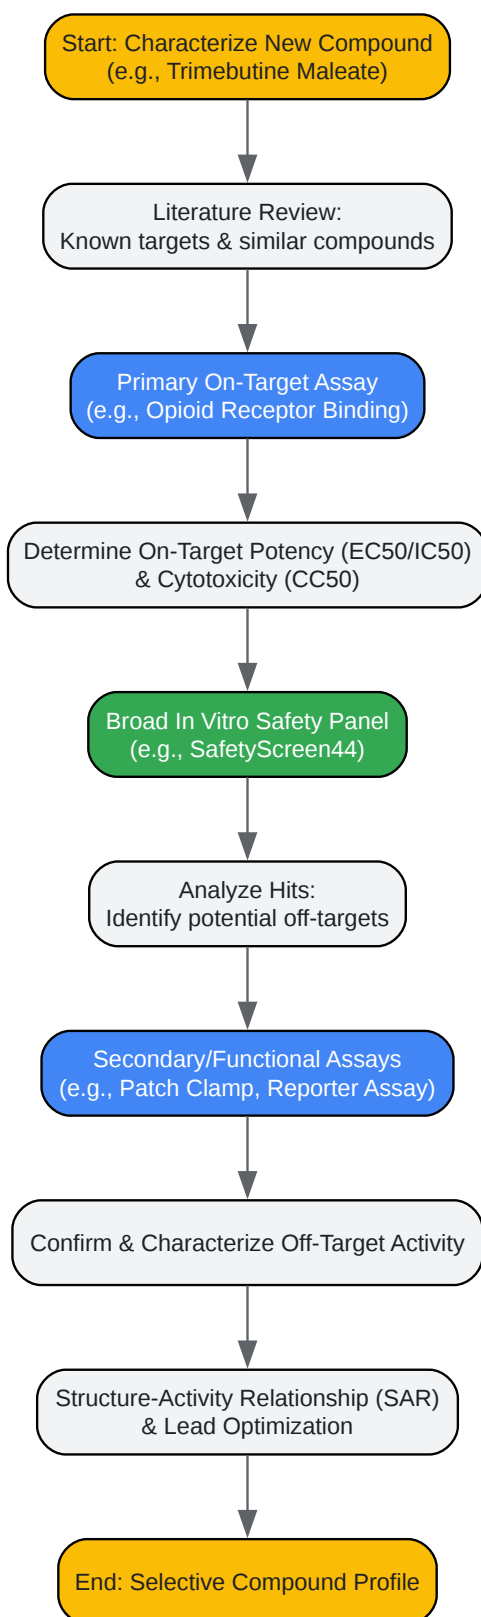 Start: Characterize New Compound
(e.g., Trimebutine Maleate)
Literature Review:
Known targets & similar compounds
Primary On-Target Assay
(e.g., Opioid Receptor Binding)
Determine On-Target Potency (EC50/IC50)
& Cytotoxicity (CC50)
Broad In Vitro Safety Panel
(e.g., SafetyScreen44)
Analyze Hits:
Identify potential off-targets
Secondary/Functional Assays
(e.g., Patch Clamp, Reporter Assay)
Confirm & Characterize Off-Target Activity
Structure-Activity Relationship (SAR)
& Lead Optimization
End: Selective Compound Profile